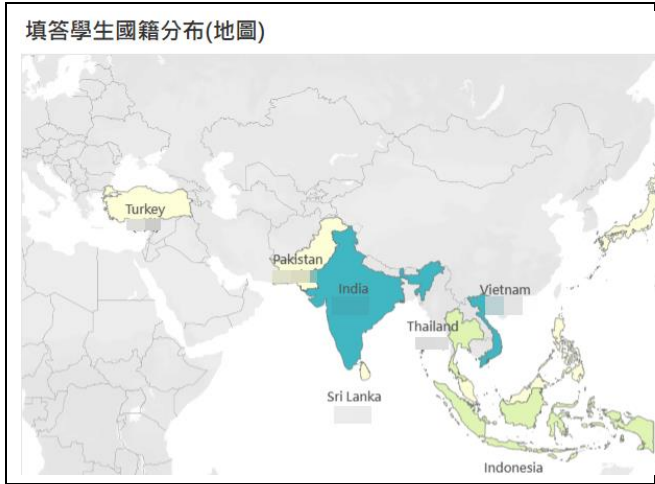 填答學生國籍分布(地圖)
Turkey
Pakistan
India
Vietnam
Thailand
Sri Lanka
Indonesia